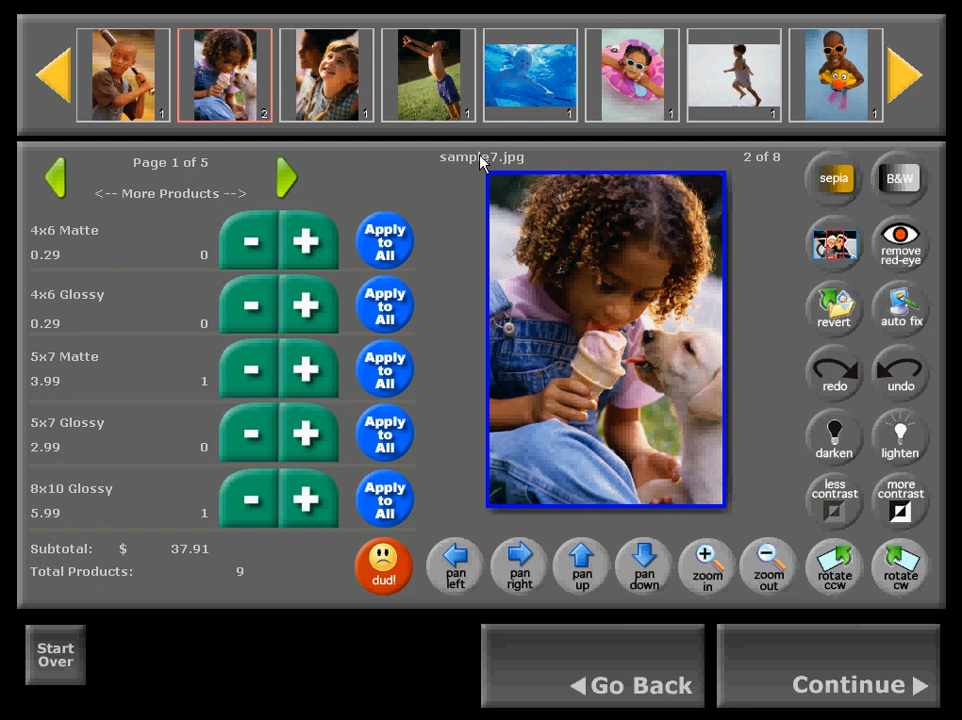 1 2 1 1 1 1 1 1
Page 1 of 5
<-- More Products -->
sample7.jpg
2 of 8
4x6 Matte
0.29 0
- +
Apply to All
4x6 Glossy
0.29 0
- +
Apply to All
5x7 Matte
3.99 1
- +
Apply to All
5x7 Glossy
2.99 0
- +
Apply to All
8x10 Glossy
5.99 1
- +
Apply to All
Subtotal: $ 37.91
Total Products: 9
dud!
pan left
pan right
pan up
pan down
zoom in
zoom out
sepia
B&W
remove red-eye
revert
auto fix
redo
undo
darken
lighten
less contrast
more contrast
rotate ccw
rotate cw
Start Over
Go Back
Continue